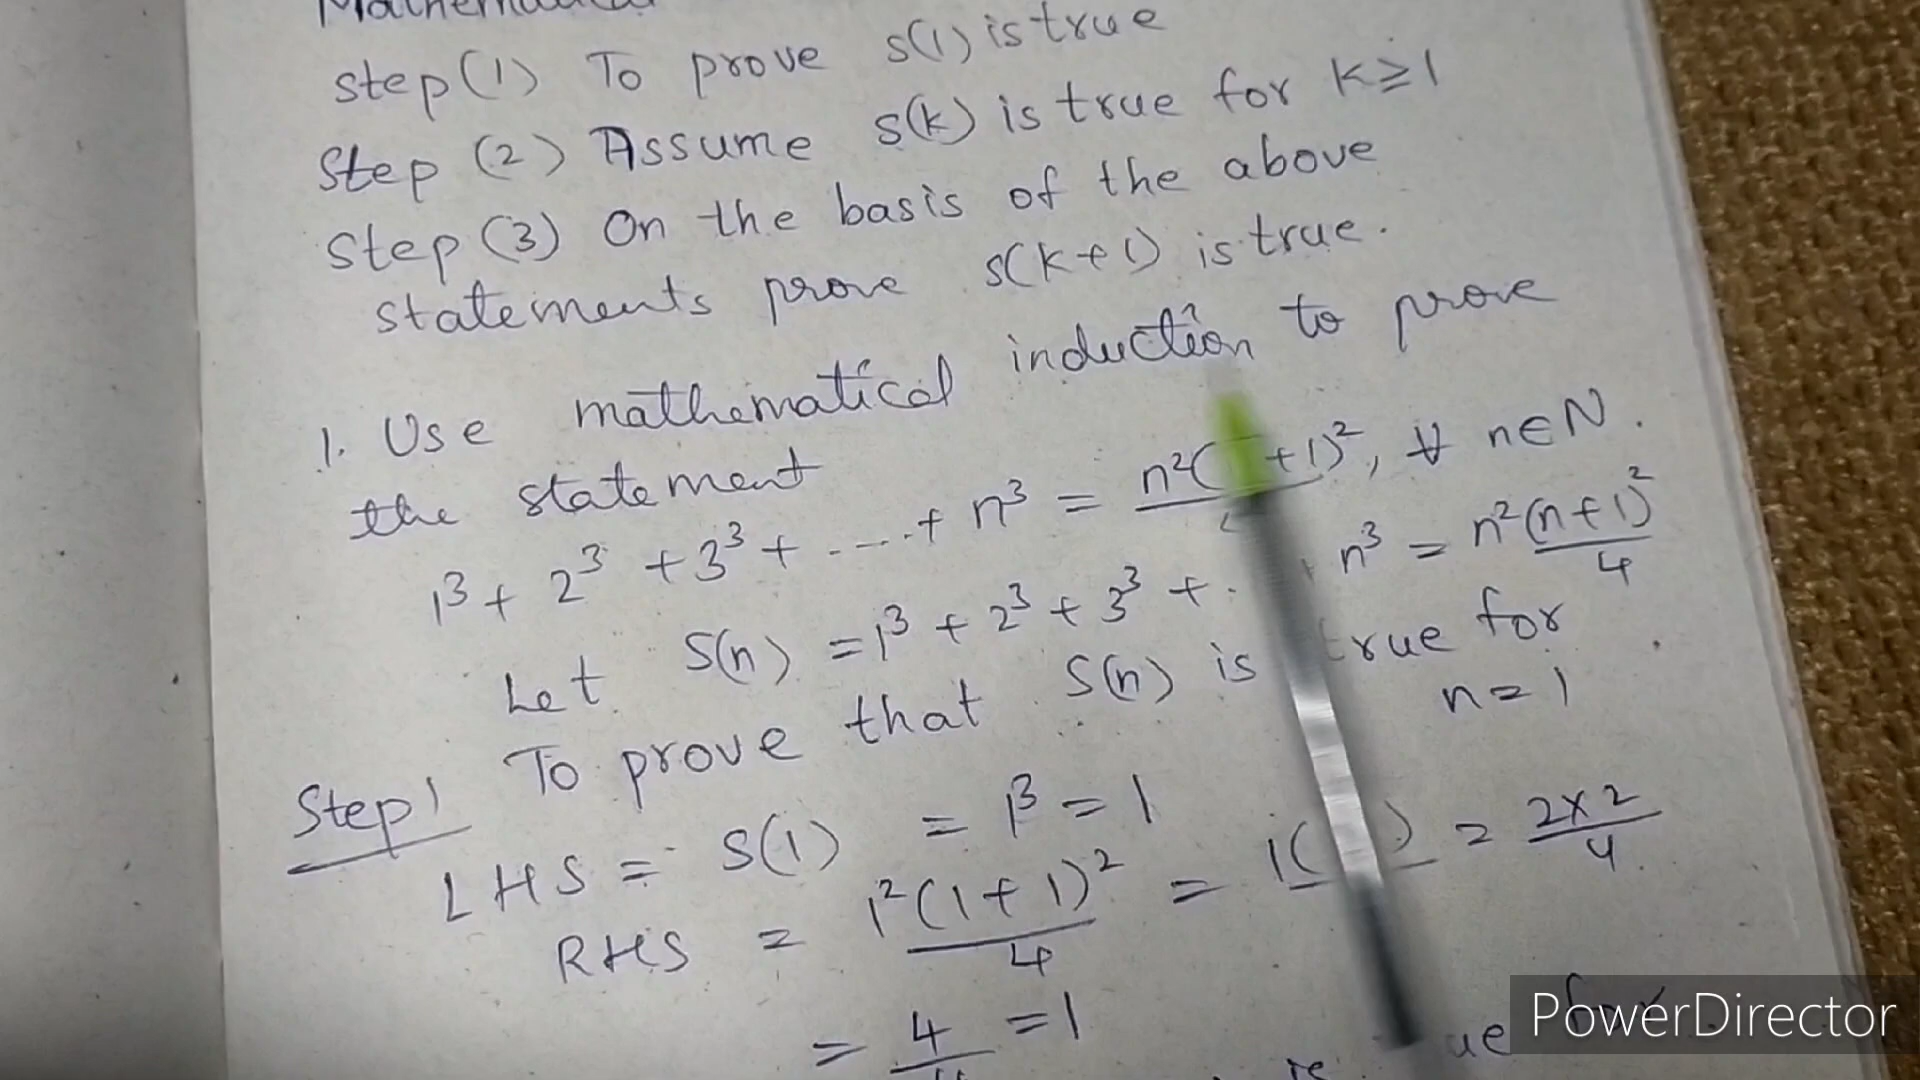 step (1) To prove s(1) is true
Step (2) Assume s(k) is true for k ≥ 1
Step (3) On the basis of the above
statements prove s(k+1) is true.
1. Use mathematical induction to prove
the statement
1³ + 2³ + 3³ + ----- + n³ = n²( +1)²/ , ∀ n∈N.
Let S(n) = 1³ + 2³ + 3³ + . n³ = n²(n+1)²/4
Step 1 To prove that S(n) is true for
n = 1
LHS = S(1) = 1³ = 1
RHS = 1²(1+1)²/4 = 1( ) = 2×2/4
= 4/4 = 1
for
PowerDirector